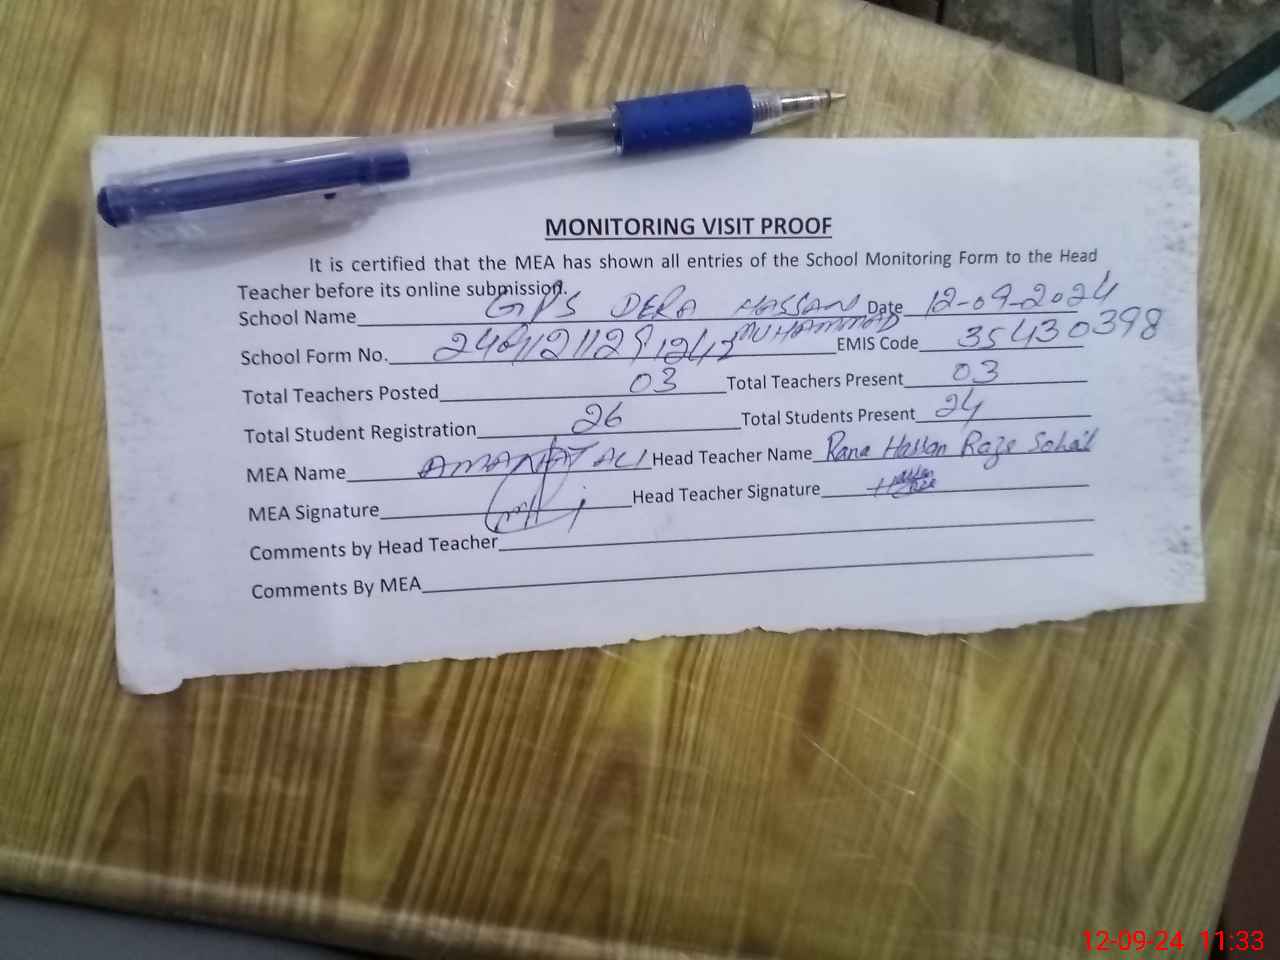 MONITORING VISIT PROOF
It is certified that the MEA has shown all entries of the School Monitoring Form to the Head
Teacher before its online submission.
School Name GPS DERA HASSAN Date 12-09-2024
MUHAMMAD
School Form No. EMIS Code 35430398
Total Teachers Posted 03 Total Teachers Present 03
Total Student Registration 26 Total Students Present 24
MEA Name AMANAT ALI Head Teacher Name Rana Hassan Raza Sohail
MEA Signature Head Teacher Signature
Comments by Head Teacher
Comments By MEA
12-09-24 11:33